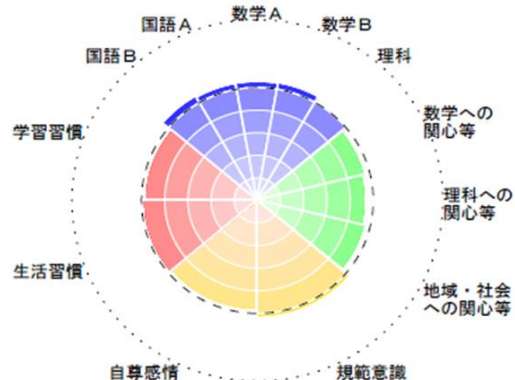 数学A
数学B
理科
数学への
関心等
理科への
関心等
地域・社会
への関心等
規範意識
自尊感情
生活習慣
学習習慣
国語B
国語A